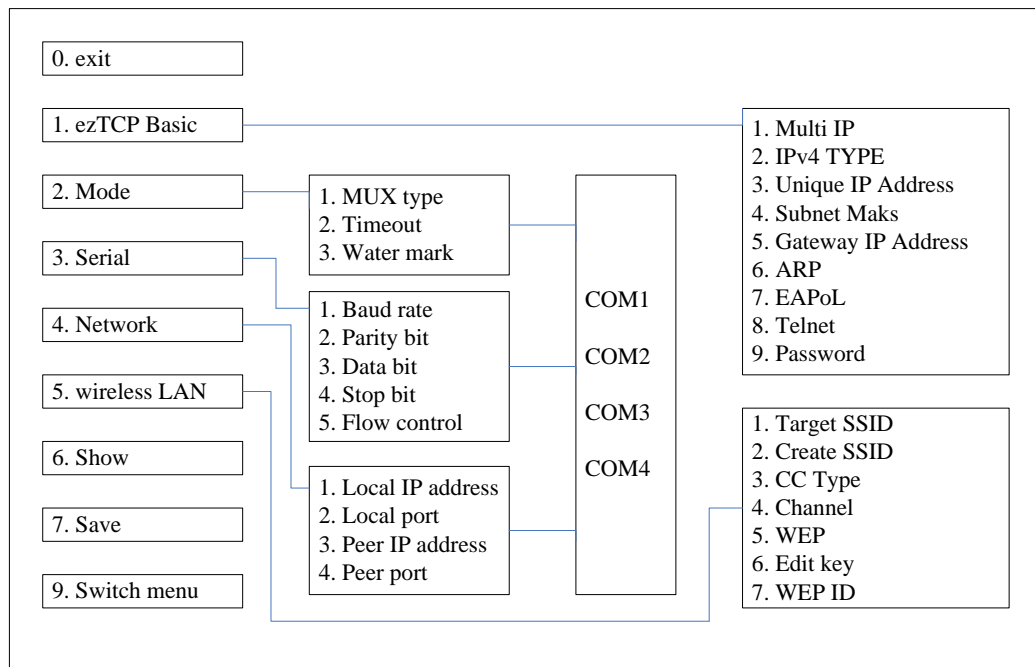 0. exit
1. ezTCP Basic
2. Mode
3. Serial
4. Network
5. wireless LAN
6. Show
7. Save
9. Switch menu
1. MUX type
2. Timeout
3. Water mark
1. Baud rate
2. Parity bit
3. Data bit
4. Stop bit
5. Flow control
1. Local IP address
2. Local port
3. Peer IP address
4. Peer port
COM1
COM2
COM3
COM4
1. Multi IP
2. IPv4 TYPE
3. Unique IP Address
4. Subnet Maks
5. Gateway IP Address
6. ARP
7. EAPoL
8. Telnet
9. Password
1. Target SSID
2. Create SSID
3. CC Type
4. Channel
5. WEP
6. Edit key
7. WEP ID